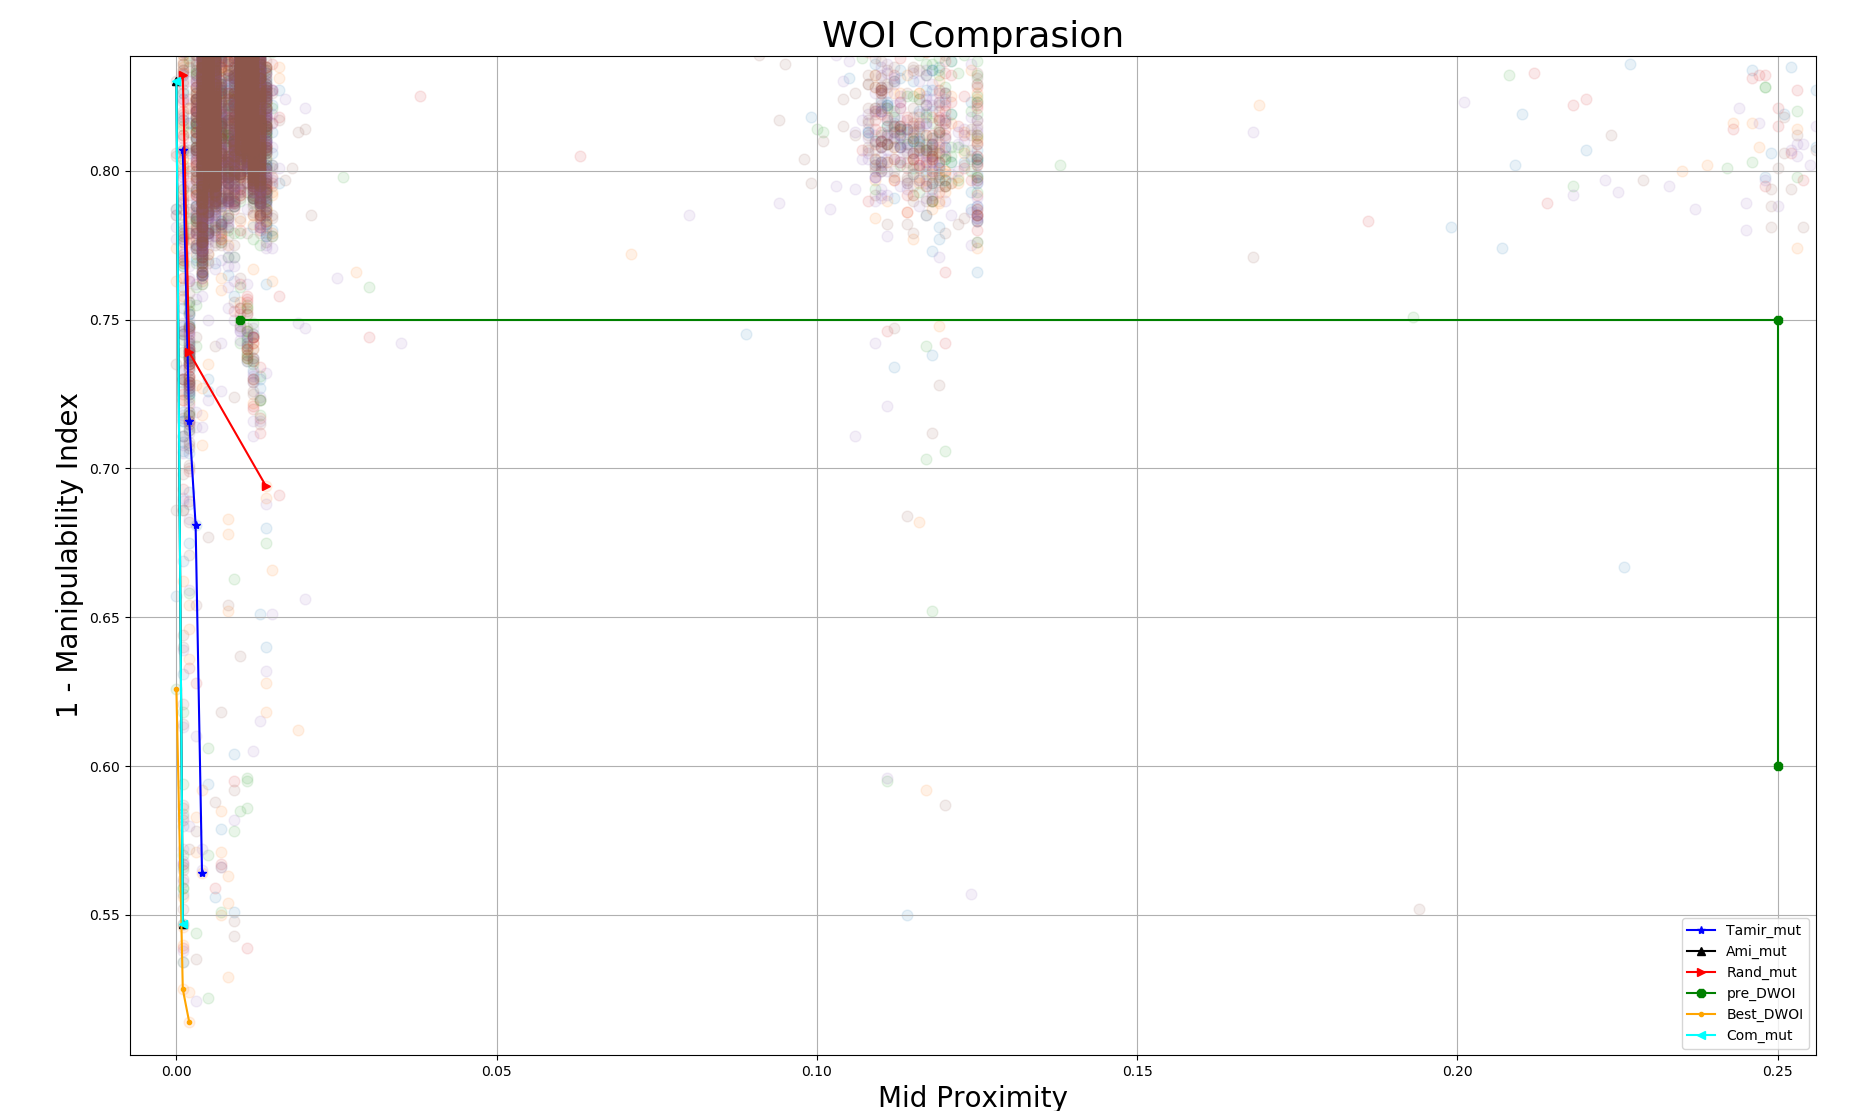 WOI Comprasion
0.80
0.75
0.70
0.65
0.60
0.55
1 - Manipulability Index
0.00 0.05 0.10 0.15 0.20 0.25
Mid Proximity
Tamir_mut
Ami_mut
Rand_mut
pre_DWOI
Best_DWOI
Com_mut